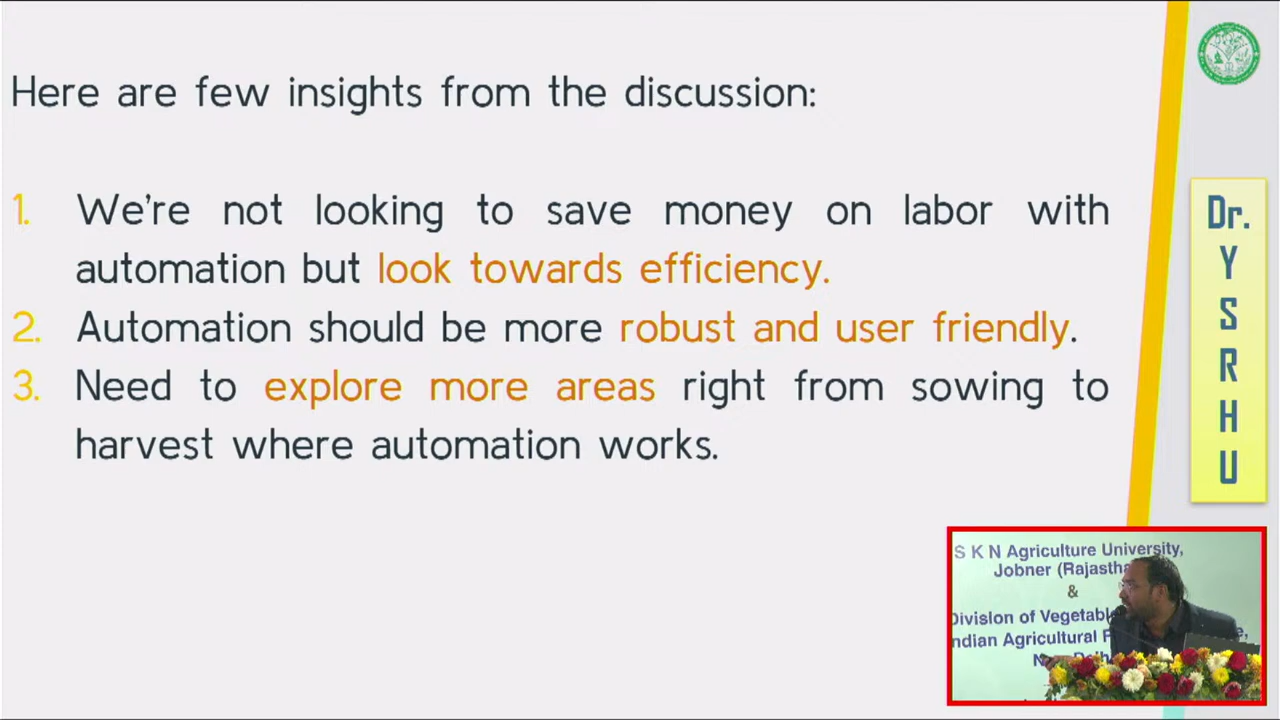 Here are few insights from the discussion:
1. We're not looking to save money on labor with
automation but look towards efficiency.
2. Automation should be more robust and user friendly.
3. Need to explore more areas right from sowing to
harvest where automation works.
Dr.
Y
S
R
H
U
S K N Agriculture University,
Jobner (Rajastha
&
Division of Vegetabl
ndian Agricultural